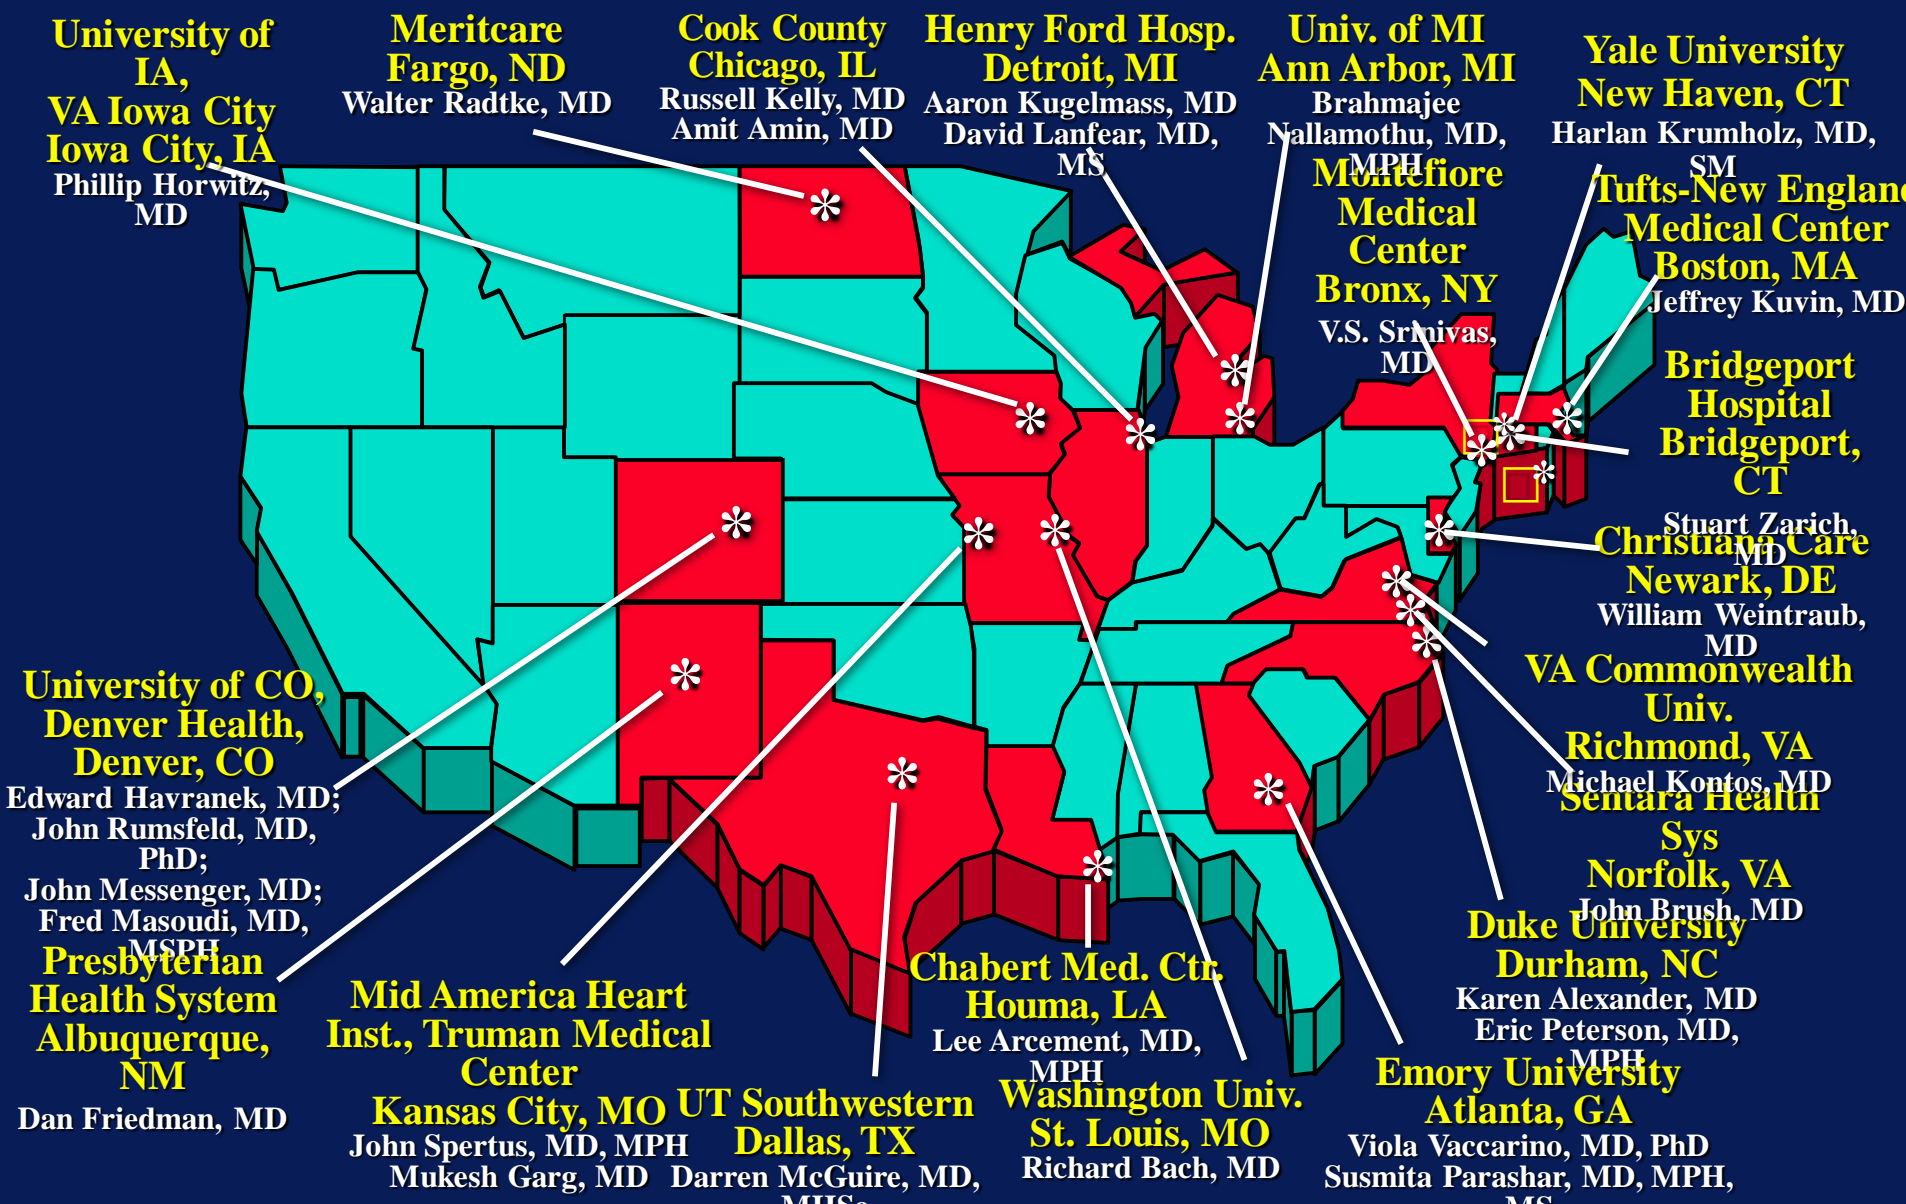 University of
IA,
VA Iowa City
Iowa City, IA
Phillip Horwitz,
MD
Meritcare
Fargo, ND
Walter Radtke, MD
Cook County
Chicago, IL
Russell Kelly, MD
Amit Amin, MD
Henry Ford Hosp.
Detroit, MI
Aaron Kugelmass, MD
David Lanfear, MD,
MS
Univ. of MI
Ann Arbor, MI
Brahmajee
Nallamothu, MD,
MPH
Yale University
New Haven, CT
Harlan Krumholz, MD,
SM
Montefiore
Medical
Center
Bronx, NY
V.S. Srinivas,
MD
Tufts-New England
Medical Center
Boston, MA
Jeffrey Kuvin, MD
Bridgeport
Hospital
Bridgeport,
CT
Stuart Zarich,
MD
Christiana Care
Newark, DE
William Weintraub,
MD
VA Commonwealth
Univ.
Richmond, VA
Michael Kontos, MD
Sentara Health
Sys
Norfolk, VA
John Brush, MD
Duke University
Durham, NC
Karen Alexander, MD
Eric Peterson, MD,
MPH
Emory University
Atlanta, GA
Viola Vaccarino, MD, PhD
Susmita Parashar, MD, MPH,
MS
University of CO,
Denver Health,
Denver, CO
Edward Havranek, MD;
John Rumsfeld, MD,
PhD;
John Messenger, MD;
Fred Masoudi, MD,
MSPH
Presbyterian
Health System
Albuquerque,
NM
Dan Friedman, MD
Mid America Heart
Inst., Truman Medical
Center
Kansas City, MO
John Spertus, MD, MPH
Mukesh Garg, MD
UT Southwestern
Dallas, TX
Darren McGuire, MD,
MHSc
Chabert Med. Ctr.
Houma, LA
Lee Arcement, MD,
MPH
Washington Univ.
St. Louis, MO
Richard Bach, MD